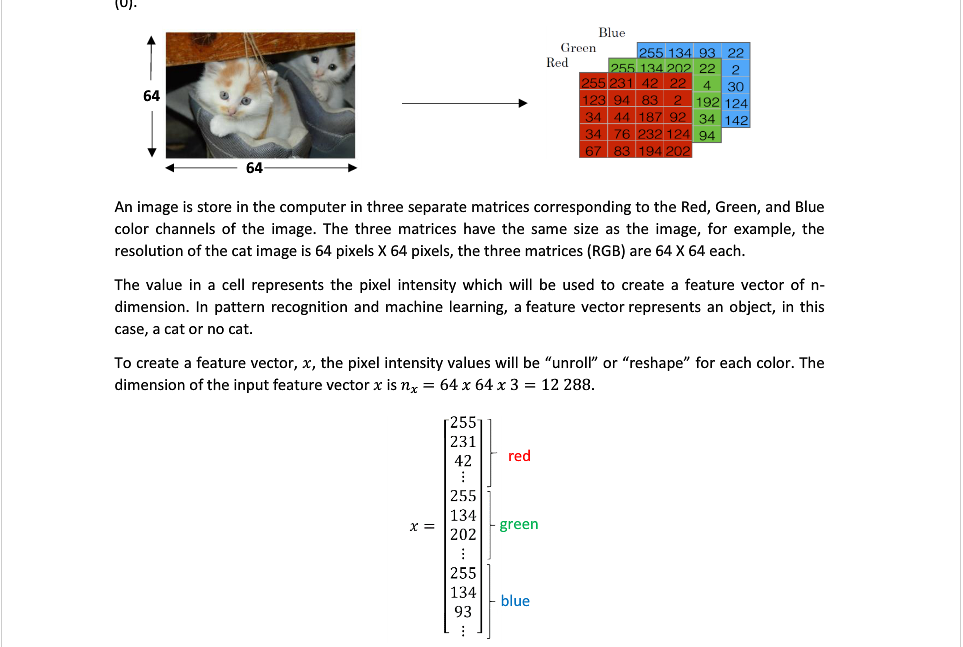 (0).
Blue
Green
Red
255 134 93 22
255 134 202 22 2
255 231 42 22 4 30
123 94 83 2 192 124
34 44 187 92 34 142
34 76 232 124 94
67 83 194 202
64
64
An image is store in the computer in three separate matrices corresponding to the Red, Green, and Blue
color channels of the image. The three matrices have the same size as the image, for example, the
resolution of the cat image is 64 pixels X 64 pixels, the three matrices (RGB) are 64 X 64 each.
The value in a cell represents the pixel intensity which will be used to create a feature vector of n-
dimension. In pattern recognition and machine learning, a feature vector represents an object, in this
case, a cat or no cat.
To create a feature vector, x, the pixel intensity values will be “unroll” or “reshape” for each color. The
dimension of the input feature vector x is nₓ = 64 x 64 x 3 = 12 288.
255
231
42
⋮
red
255
134
202
⋮
green
x =
255
134
93
⋮
blue